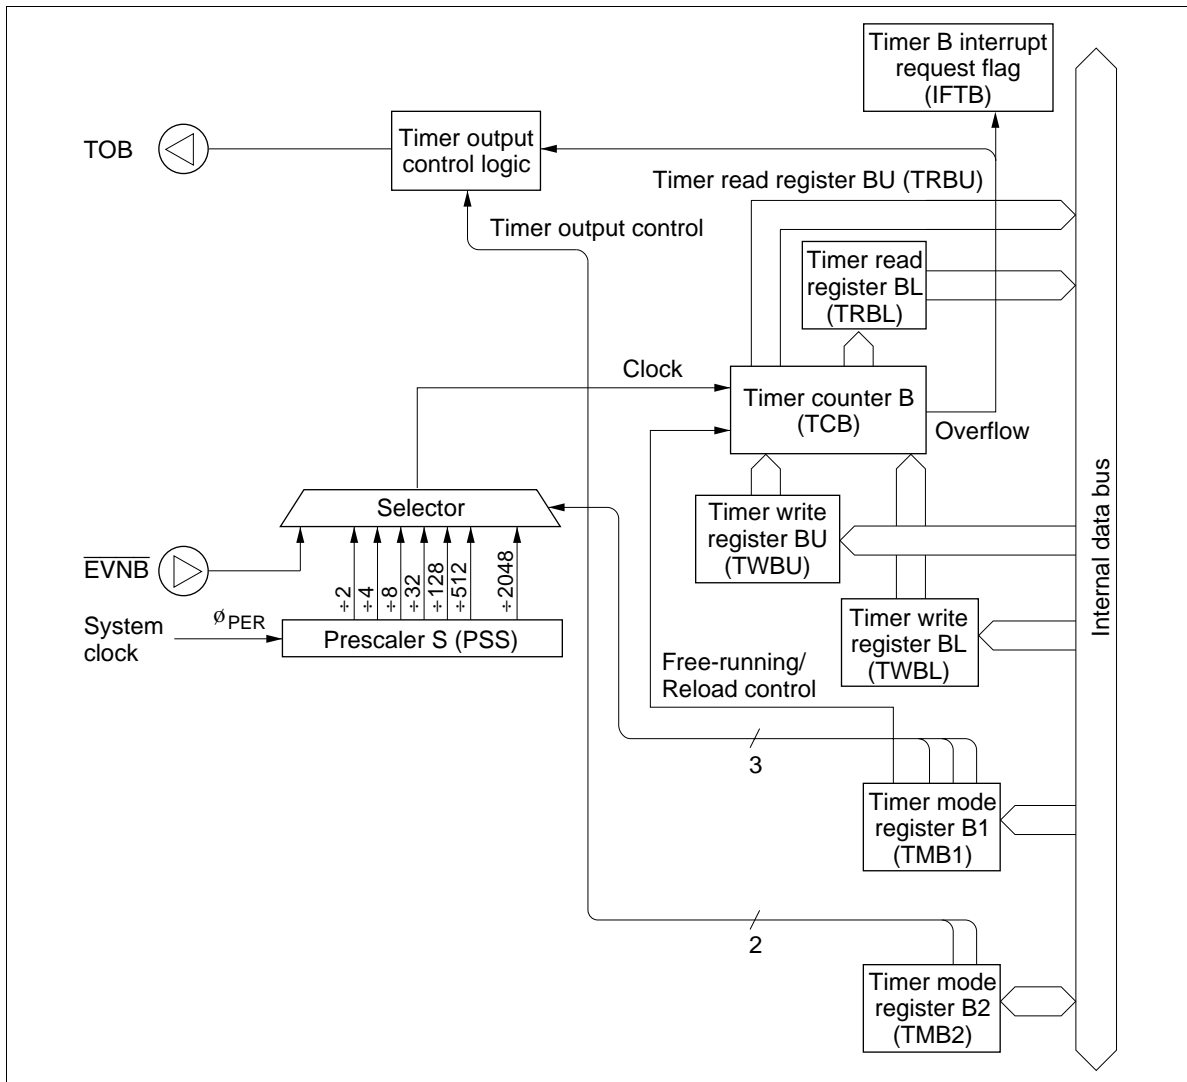 Timer B interrupt
request flag
(IFTB)
TOB
Timer output
control logic
Timer read register BU (TRBU)
Timer output control
Timer read
register BL
(TRBL)
Clock
Timer counter B
(TCB)
Overflow
Selector
Timer write
register BU
(TWBU)
EVNB
÷2
÷4
÷8
÷32
÷128
÷512
÷2048
System
clock
øPER
Prescaler S (PSS)
Timer write
register BL
(TWBL)
Free-running/
Reload control
3
Timer mode
register B1
(TMB1)
2
Timer mode
register B2
(TMB2)
Internal data bus